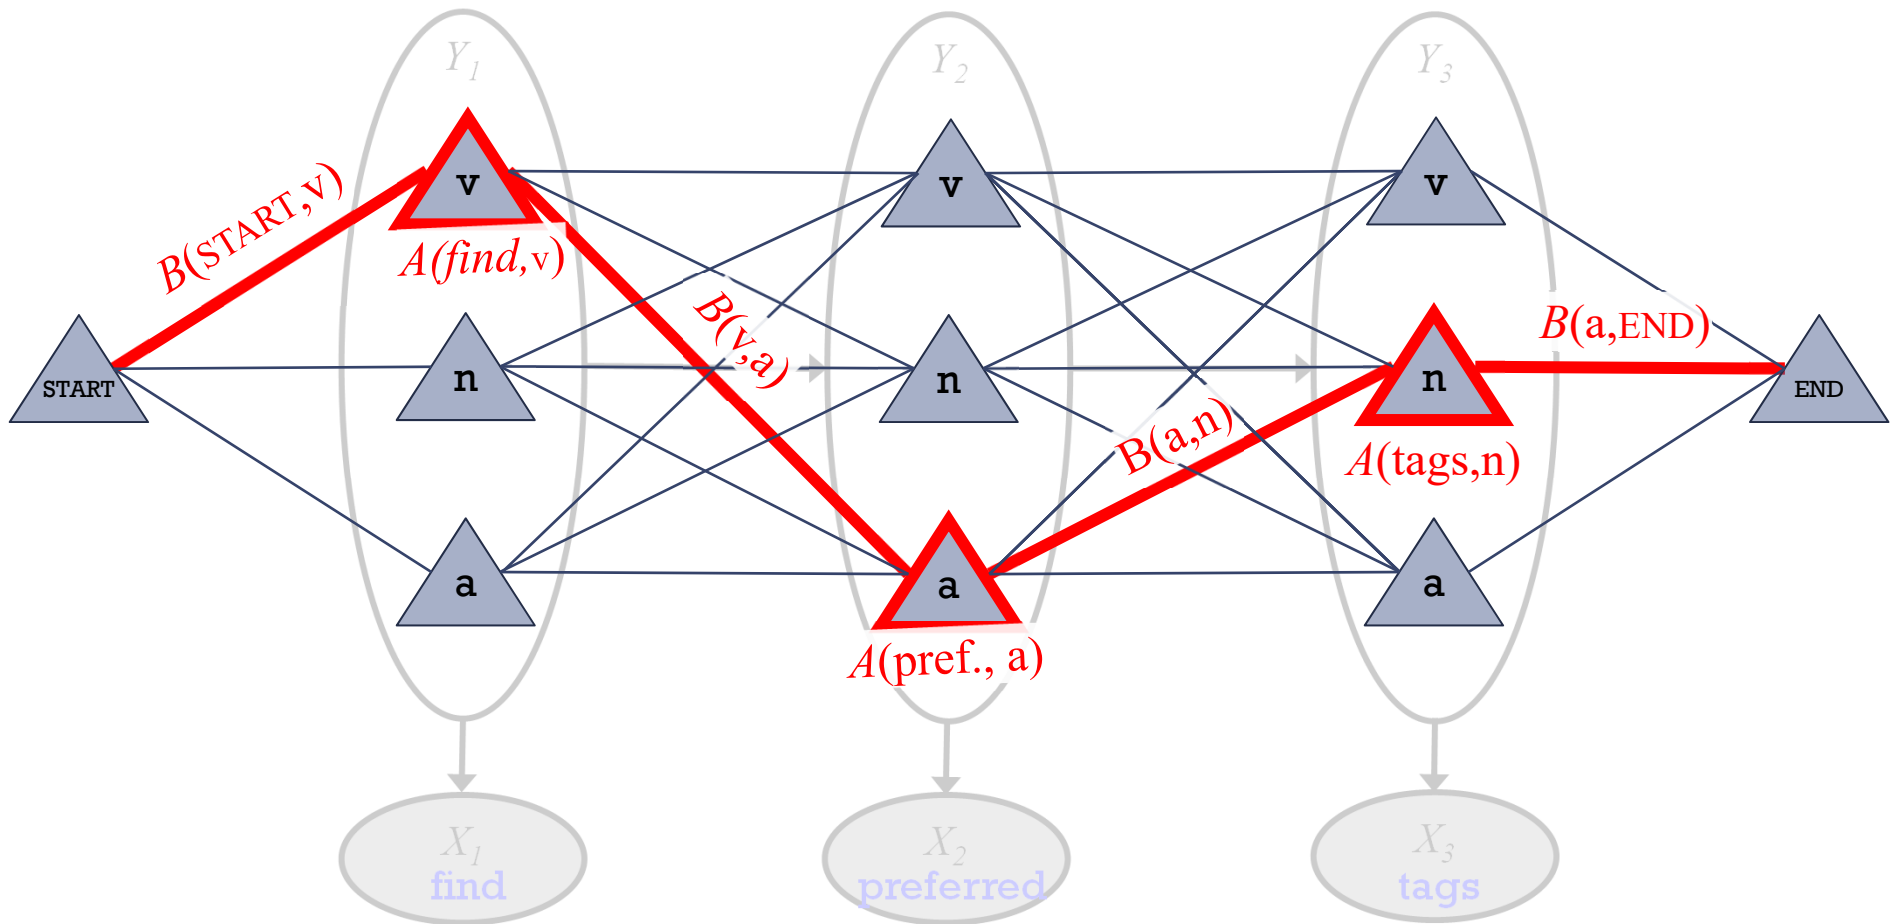 Y1
Y2
Y3
v
v
v
B(START,v)
A(find,v)
B(v,a)
B(a,END)
START
n
n
n
END
B(a,n)
A(tags,n)
a
a
a
A(pref., a)
X1
X2
X3
find
preferred
tags